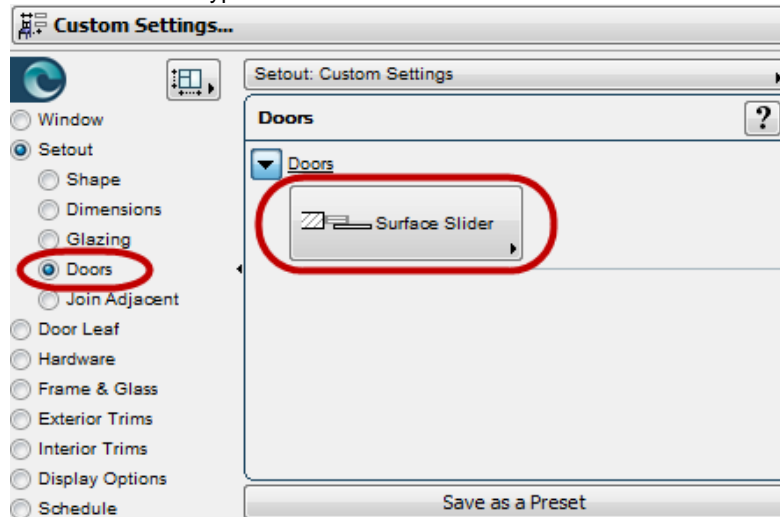 Custom Settings...
Setout: Custom Settings
Window
Setout
Shape
Dimensions
Glazing
Doors
Join Adjacent
Door Leaf
Hardware
Frame & Glass
Exterior Trims
Interior Trims
Display Options
Schedule
Doors
?
Doors
Surface Slider
Save as a Preset